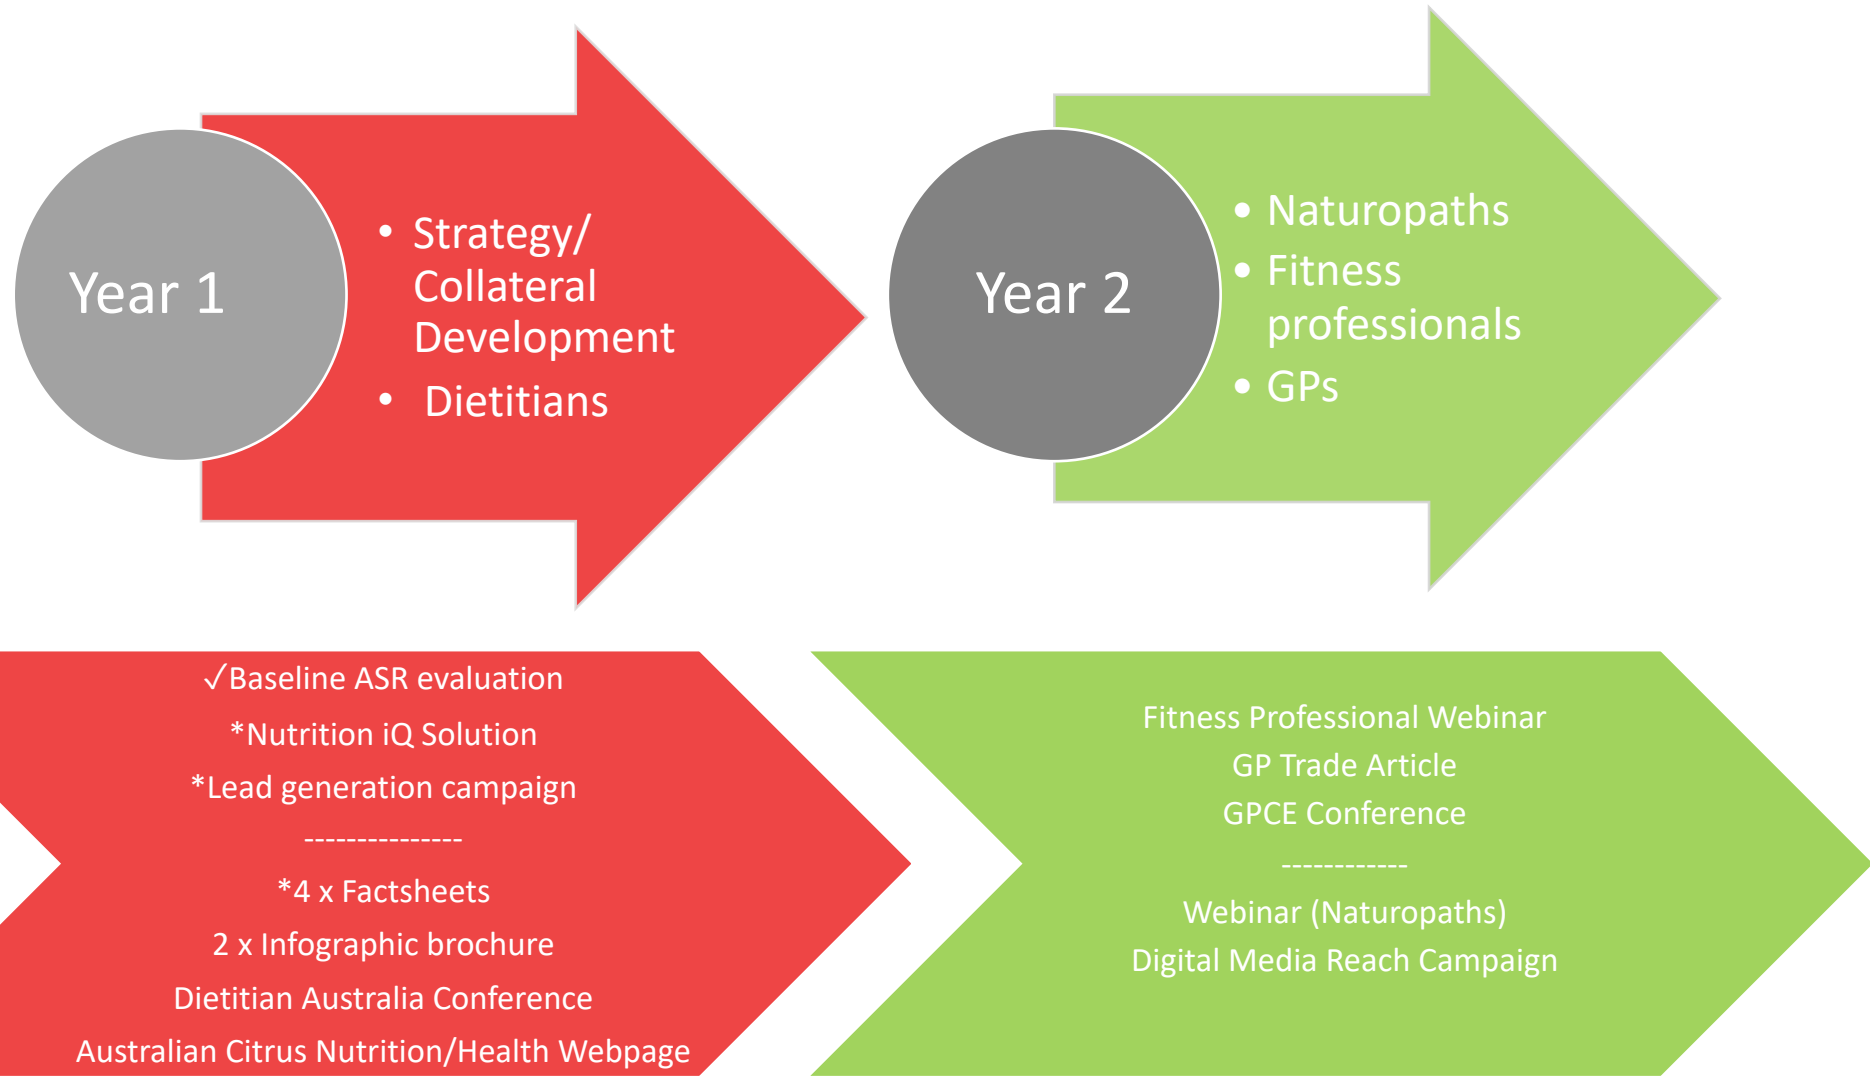 Year 1
• Strategy/
Collateral
Development
• Dietitians
Year 2
• Naturopaths
• Fitness
professionals
• GPs
✓Baseline ASR evaluation
*Nutrition iQ Solution
*Lead generation campaign
---------------
*4 x Factsheets
2 x Infographic brochure
Dietitian Australia Conference
Australian Citrus Nutrition/Health Webpage
Fitness Professional Webinar
GP Trade Article
GPCE Conference
------------
Webinar (Naturopaths)
Digital Media Reach Campaign